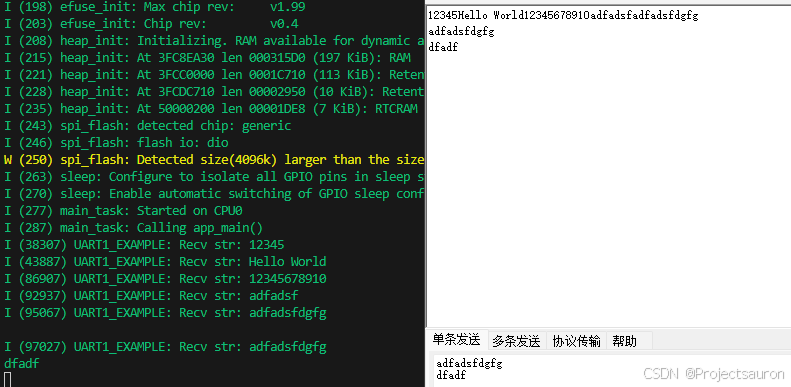 I (198) efuse_init: Max chip rev:     v1.99
I (203) efuse_init: Chip rev:         v0.4
I (208) heap_init: Initializing. RAM available for dynamic a
I (215) heap_init: At 3FC8EA30 len 000315D0 (197 KiB): RAM
I (221) heap_init: At 3FCC0000 len 0001C710 (113 KiB): Retent
I (228) heap_init: At 3FCDC710 len 00002950 (10 KiB): Retent
I (235) heap_init: At 50000200 len 00001DE8 (7 KiB): RTCRAM
I (243) spi_flash: detected chip: generic
I (246) spi_flash: flash io: dio
W (250) spi_flash: Detected size(4096k) larger than the size
I (263) sleep: Configure to isolate all GPIO pins in sleep s
I (270) sleep: Enable automatic switching of GPIO sleep conf
I (277) main_task: Started on CPU0
I (287) main_task: Calling app_main()
I (38307) UART1_EXAMPLE: Recv str: 12345
I (43887) UART1_EXAMPLE: Recv str: Hello World
I (86907) UART1_EXAMPLE: Recv str: 12345678910
I (92937) UART1_EXAMPLE: Recv str: adfadsf
I (95067) UART1_EXAMPLE: Recv str: adfadsfdgfg
I (97027) UART1_EXAMPLE: Recv str: adfadsfdgfg
dfadf
12345Hello World12345678910adfadsfadfadsfdgfg
adfadsfdgfg
dfadf
单条发送 多条发送 协议传输 帮助
adfadsfdgfg
dfadf
CSDN @Projectsauron